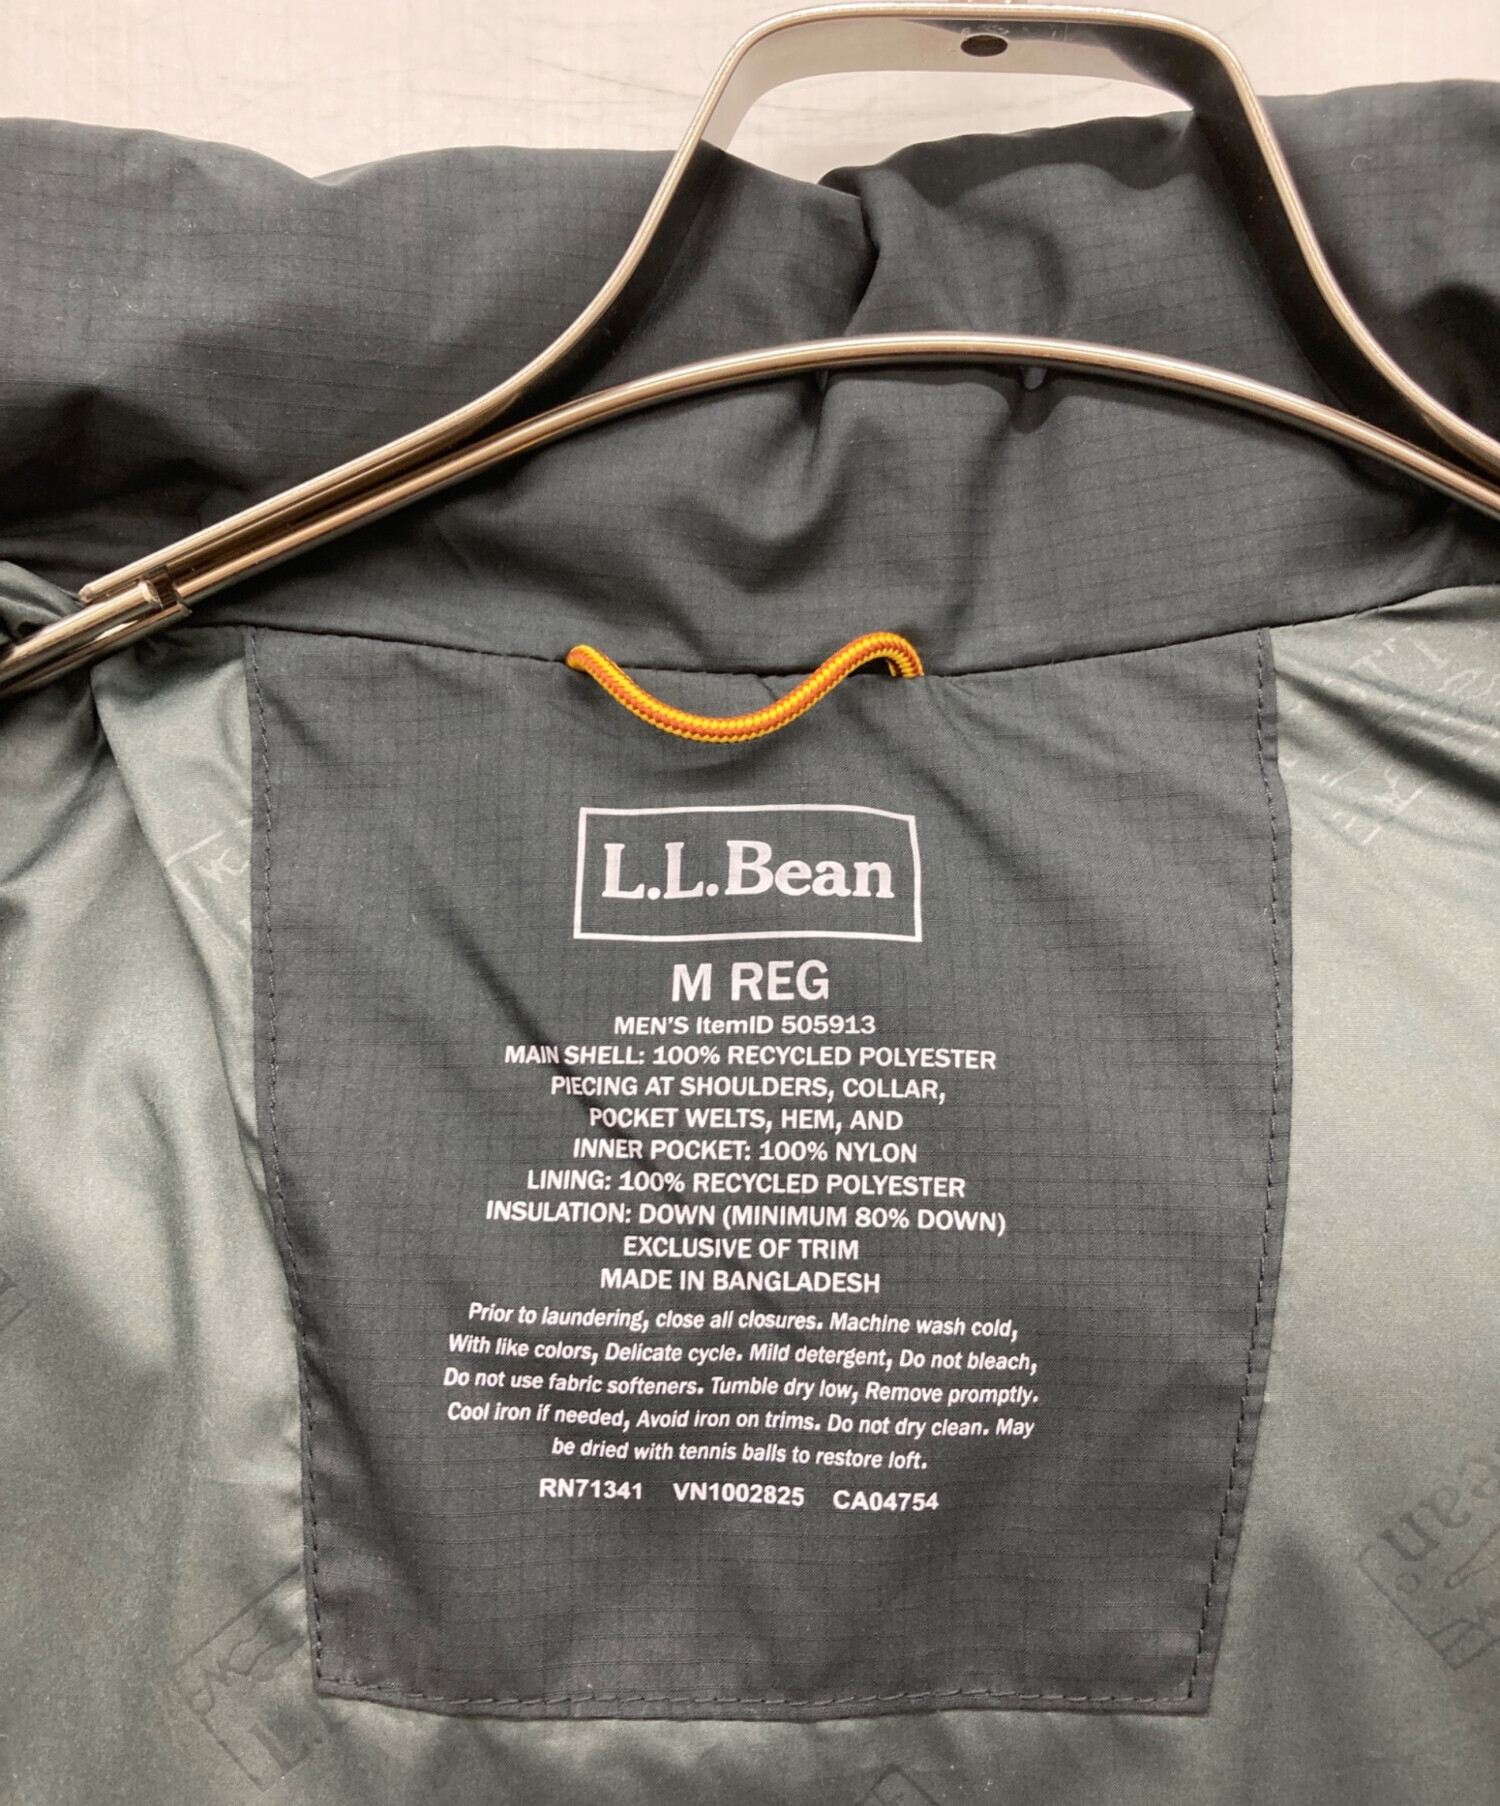 L.L.Bean
M REG
MEN'S ItemID 505913
MAIN SHELL: 100% RECYCLED POLYESTER
PIECING AT SHOULDERS, COLLAR,
POCKET WELTS, HEM, AND
INNER POCKET: 100% NYLON
LINING: 100% RECYCLED POLYESTER
INSULATION: DOWN (MINIMUM 80% DOWN)
EXCLUSIVE OF TRIM
MADE IN BANGLADESH
Prior to laundering, close all closures. Machine wash cold,
With like colors, Delicate cycle. Mild detergent, Do not bleach,
Do not use fabric softeners. Tumble dry low, Remove promptly.
Cool iron if needed, Avoid iron on trims. Do not dry clean. May
be dried with tennis balls to restore loft.
RN71341 VN1002825 CA04754